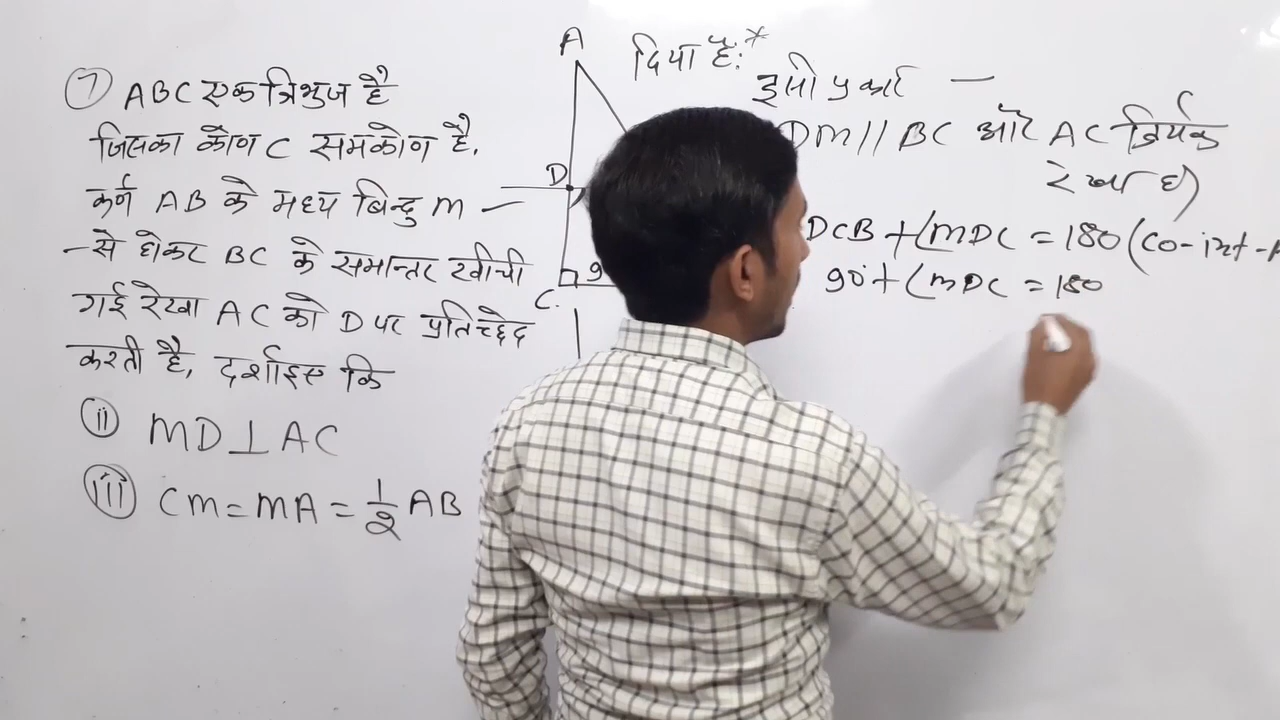 7 ABC एक त्रिभुज है
जिसका कोण C समकोण है,
कर्ण AB के मध्य बिन्दु M
से होकर BC के समान्तर खीची
गई रेखा AC को D पर प्रतिच्छेद
करती है, दर्शाइए कि
ii MD⊥AC
iii CM=MA=1/2 AB
A
D
C
9
दिया है:*
इसी प्रकार —
DM//BC और AC तिर्यक
रेखा है
DCB+∠MDC=180 (CO-int-A
90+∠MDC=180